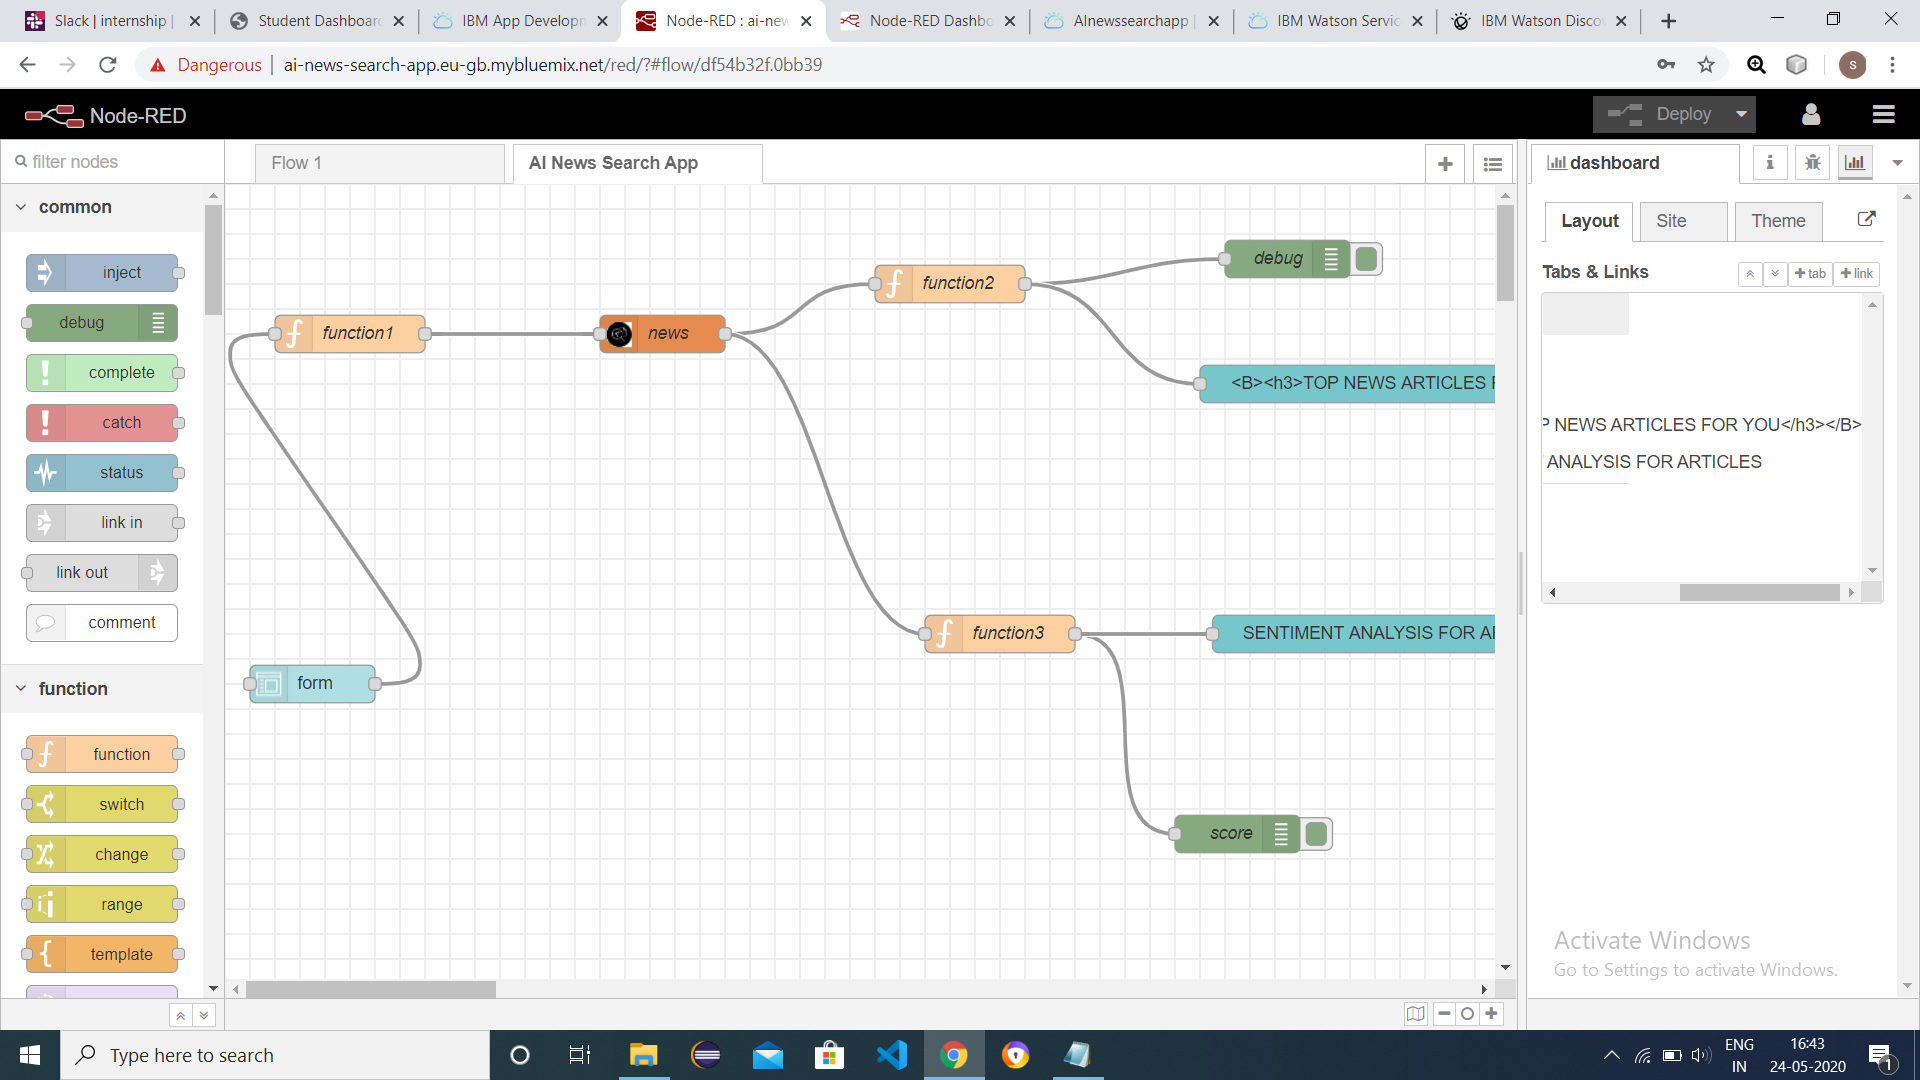 Slack | internship |
Student Dashboar
IBM App Developm
Node-RED : ai-new
Node-RED Dashbo
AInewssearchapp |
IBM Watson Servic
IBM Watson Disco
Dangerous
ai-news-search-app.eu-gb.mybluemix.net/red/?#flow/df54b32f.0bb39
s
Node-RED
Deploy
filter nodes
Flow 1
AI News Search App
dashboard
i
common
inject
debug
complete
catch
status
link in
link out
comment
function
function
switch
change
range
template
function1
news
function2
debug
<B><h3>TOP NEWS ARTICLES F
function3
SENTIMENT ANALYSIS FOR AR
form
score
Layout
Site
Theme
Tabs & Links
tab
link
P NEWS ARTICLES FOR YOU</h3></B>
ANALYSIS FOR ARTICLES
Activate Windows
Go to Settings to activate Windows.
Type here to search
ENG
IN
16:43
24-05-2020
1